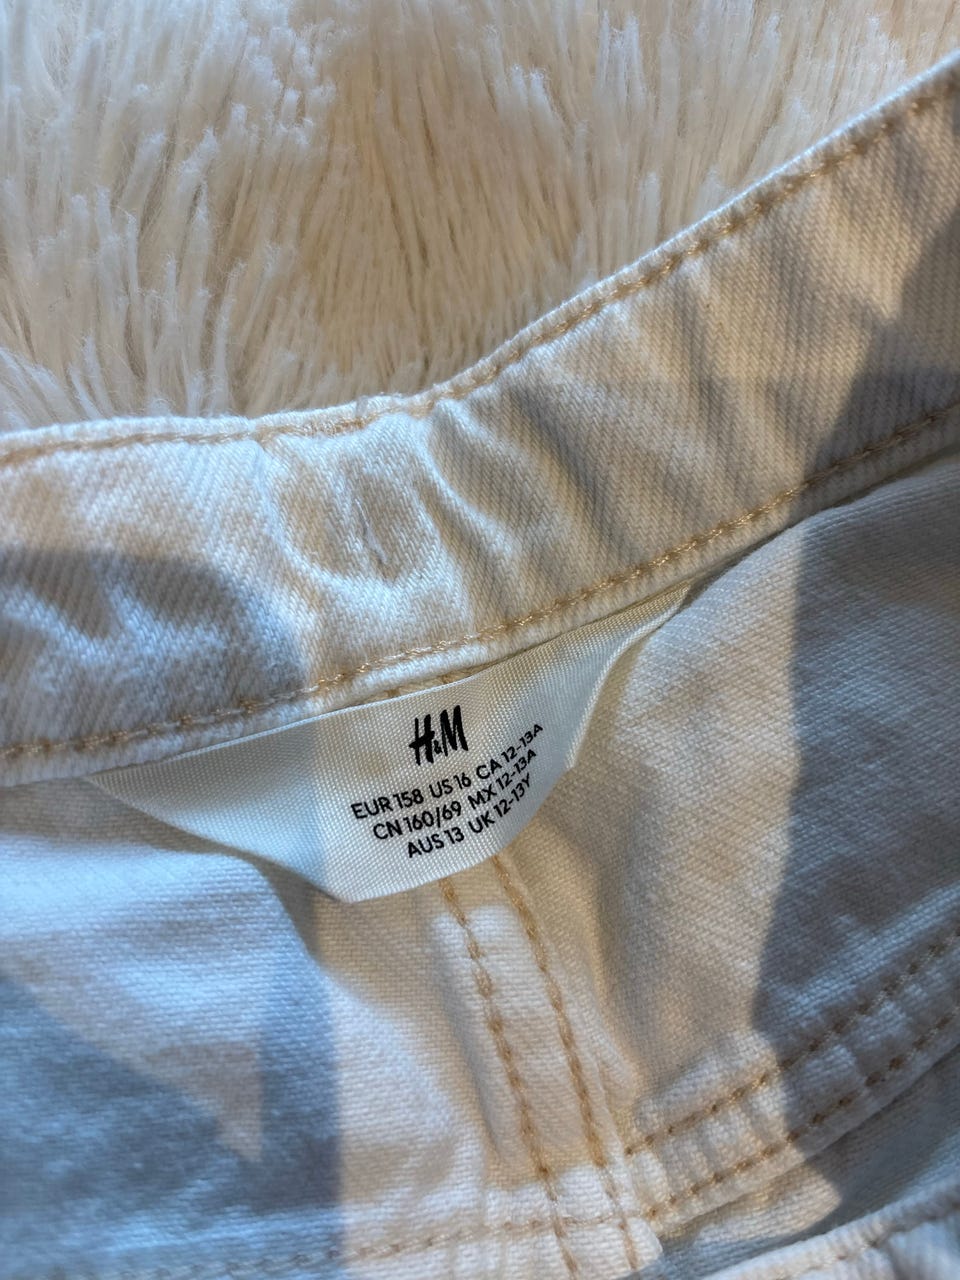 H&M
EUR 158 US 16 CA 12-13A
CN 160/69 MX 12-13A
AUS 13 UK 12-13Y